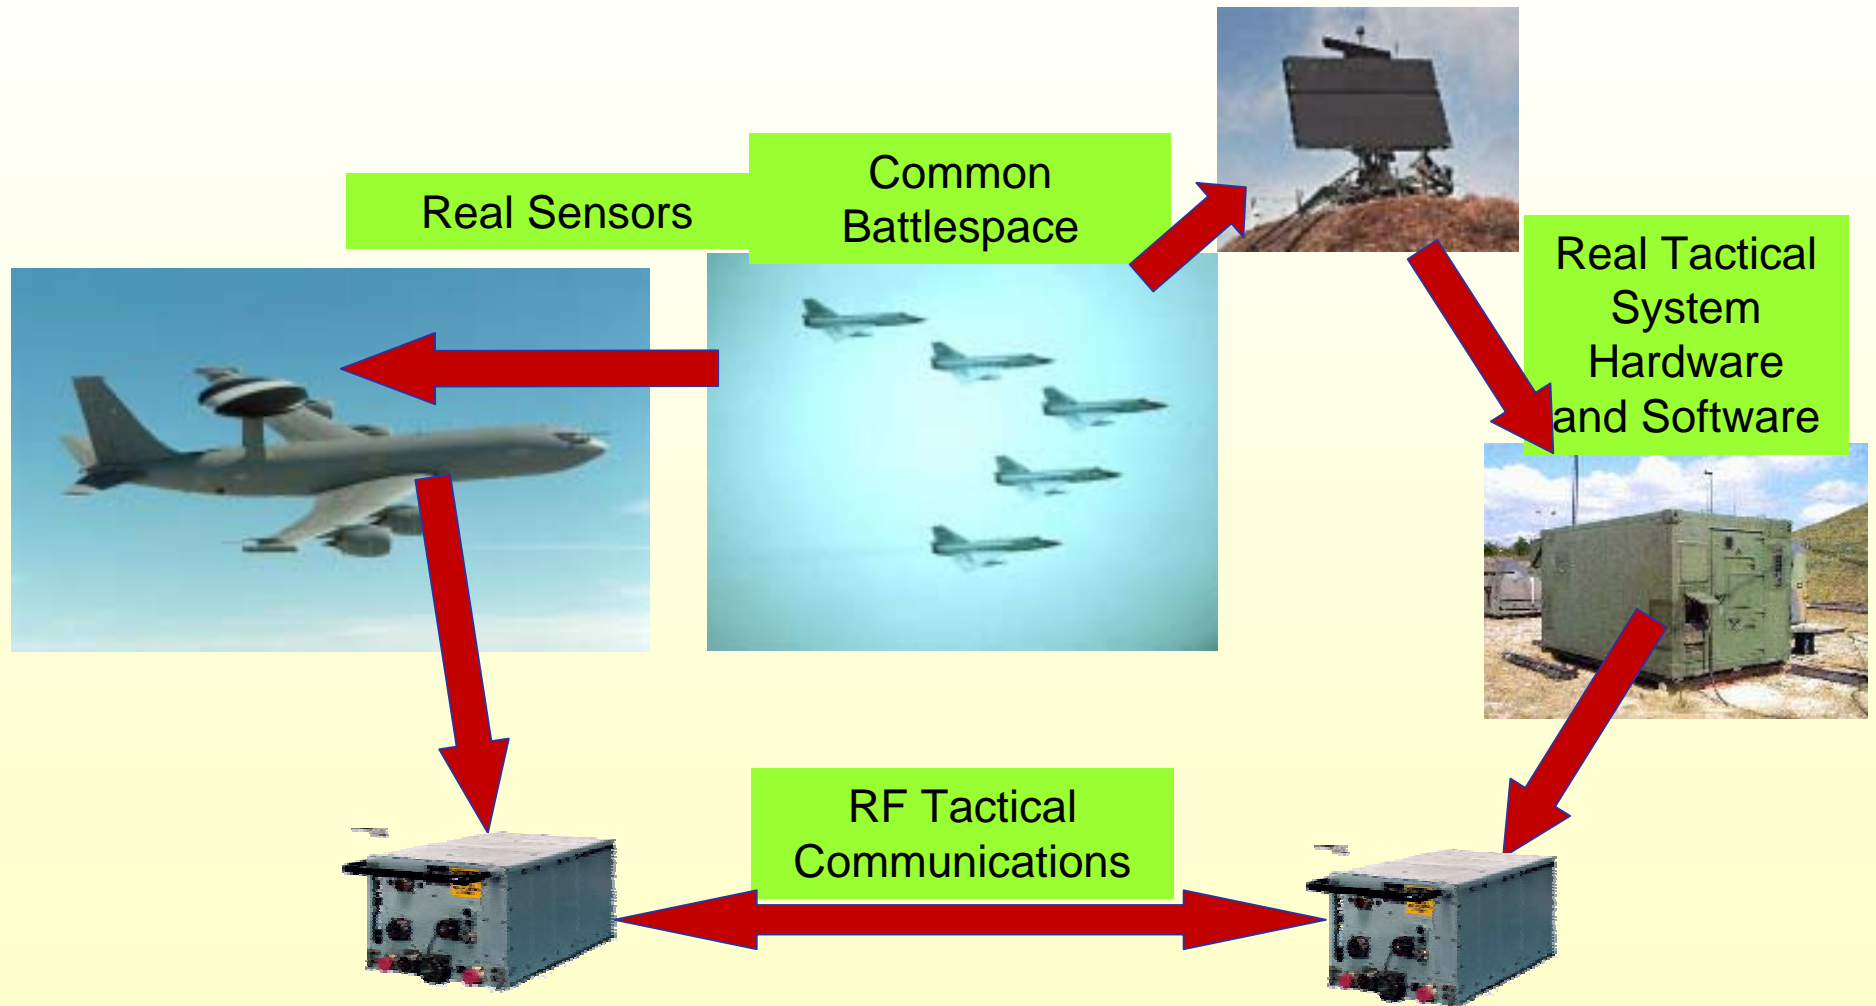 Real Sensors
Common
Battlespace
Real Tactical
System
Hardware
and Software
RF Tactical
Communications